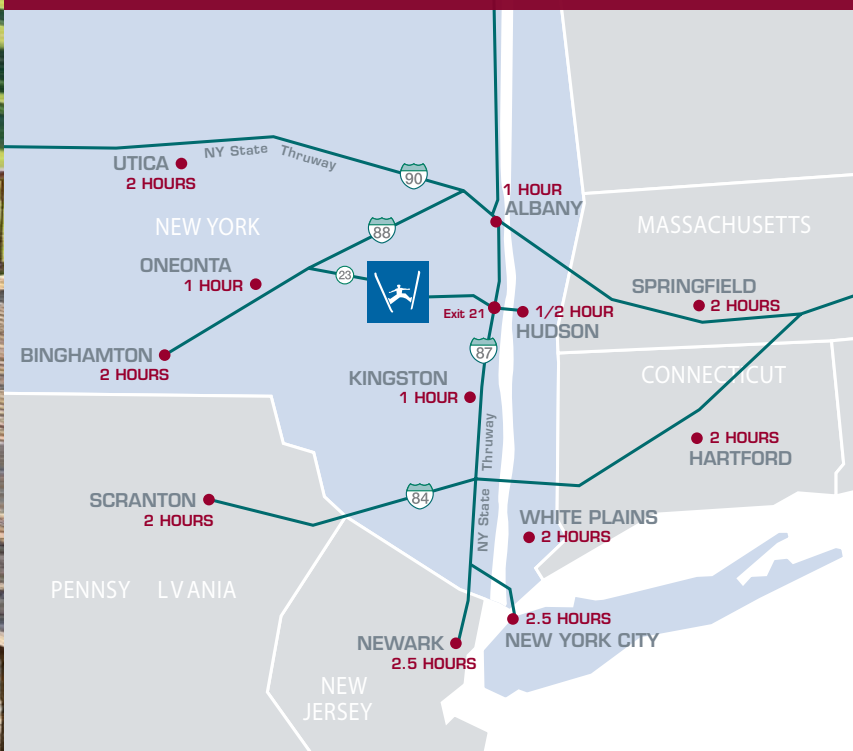 NY State Thruway
UTICA
2 HOURS
90
1 HOUR
ALBANY
NEW YORK
88
MASSACHUSETTS
ONEONTA
1 HOUR
23
SPRINGFIELD
2 HOURS
Exit 21
1/2 HOUR
HUDSON
BINGHAMTON
2 HOURS
87
KINGSTON
1 HOUR
CONNECTICUT
NY State Thruway
2 HOURS
HARTFORD
SCRANTON
2 HOURS
84
WHITE PLAINS
2 HOURS
PENNSY LVANIA
2.5 HOURS
NEW YORK CITY
NEWARK
2.5 HOURS
NEW
JERSEY